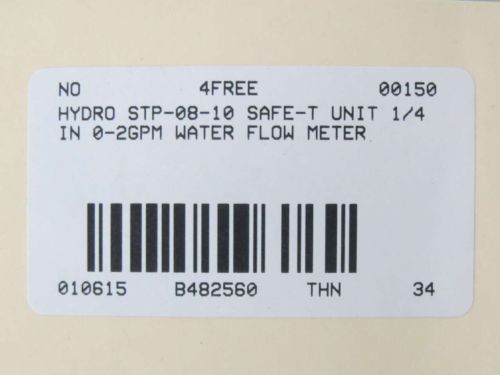 NO 4FREE 00150
HYDRO STP-08-10 SAFE-T UNIT 1/4
IN 0-2GPM WATER FLOW METER
010615 B482560 THN 34